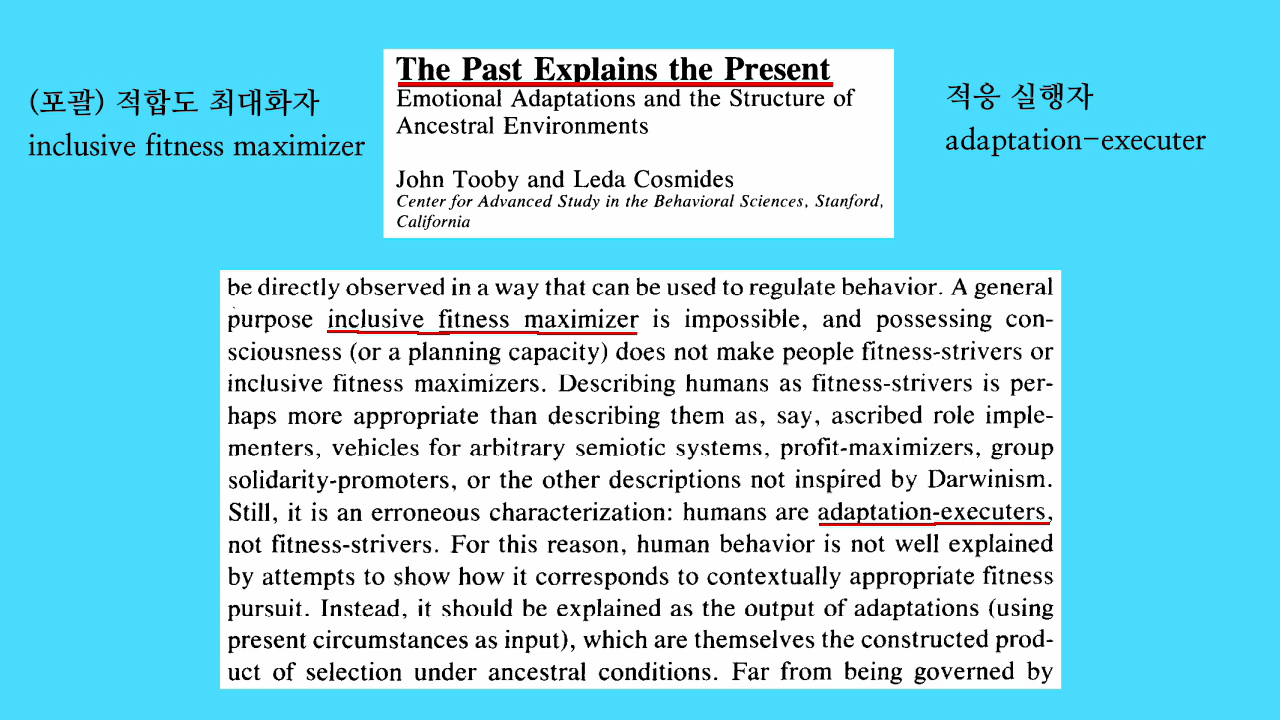 (포괄) 적합도 최대화자
inclusive fitness maximizer
The Past Explains the Present
Emotional Adaptations and the Structure of
Ancestral Environments
John Tooby and Leda Cosmides
Center for Advanced Study in the Behavioral Sciences, Stanford,
California
적응 실행자
adaptation-executer
be directly observed in a way that can be used to regulate behavior. A general
purpose inclusive fitness maximizer is impossible, and possessing con-
sciousness (or a planning capacity) does not make people fitness-strivers or
inclusive fitness maximizers. Describing humans as fitness-strivers is per-
haps more appropriate than describing them as, say, ascribed role imple-
menters, vehicles for arbitrary semiotic systems, profit-maximizers, group
solidarity-promoters, or the other descriptions not inspired by Darwinism.
Still, it is an erroneous characterization: humans are adaptation-executers,
not fitness-strivers. For this reason, human behavior is not well explained
by attempts to show how it corresponds to contextually appropriate fitness
pursuit. Instead, it should be explained as the output of adaptations (using
present circumstances as input), which are themselves the constructed prod-
uct of selection under ancestral conditions. Far from being governed by